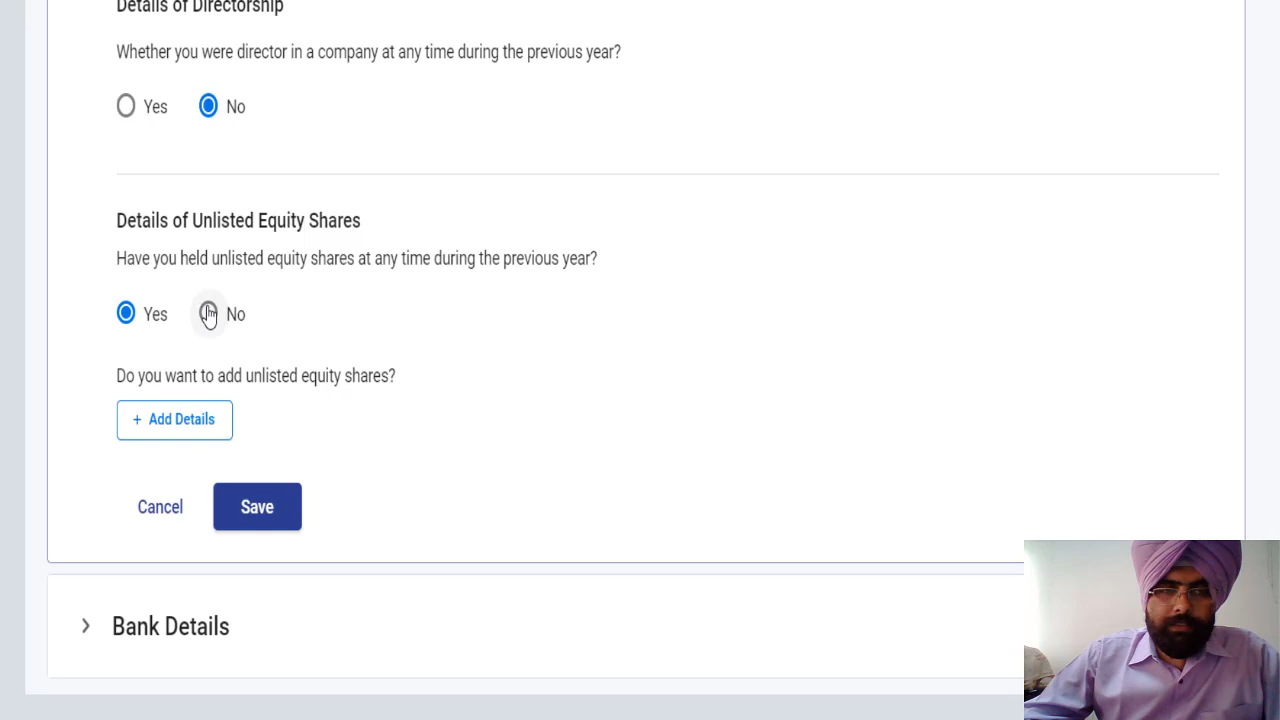 Details of Directorship
Whether you were director in a company at any time during the previous year?
Yes No
Details of Unlisted Equity Shares
Have you held unlisted equity shares at any time during the previous year?
Yes No
Do you want to add unlisted equity shares?
+ Add Details
Cancel Save
Bank Details